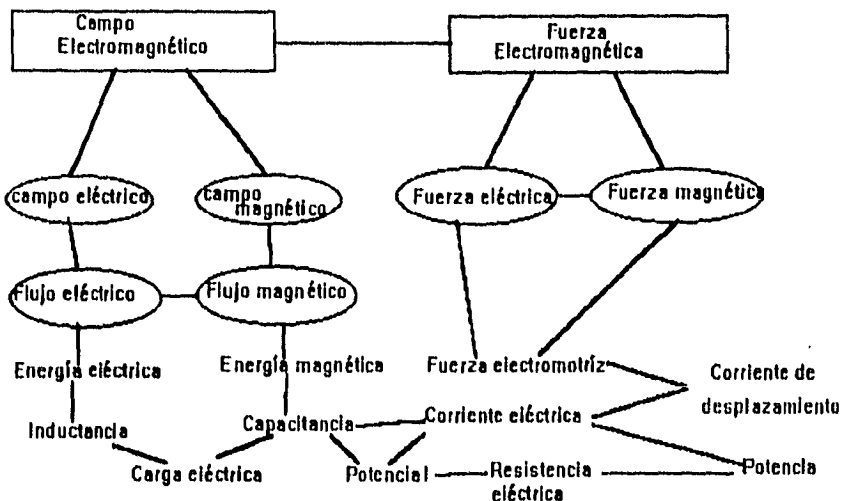 Campo
Electromagnético
Fuerza
Electromagnética
campo eléctrico
campo
magnético
Fuerza eléctrica
Fuerza magnética
Flujo eléctrico
Flujo magnético
Energía eléctrica
Energía magnética
Fuerza electromotríz
Corriente de
desplazamiento
Inductancia
Capacitancia
Corriente eléctrica
Carga eléctrica
Potencial
Resistencia
eléctrica
Potencia